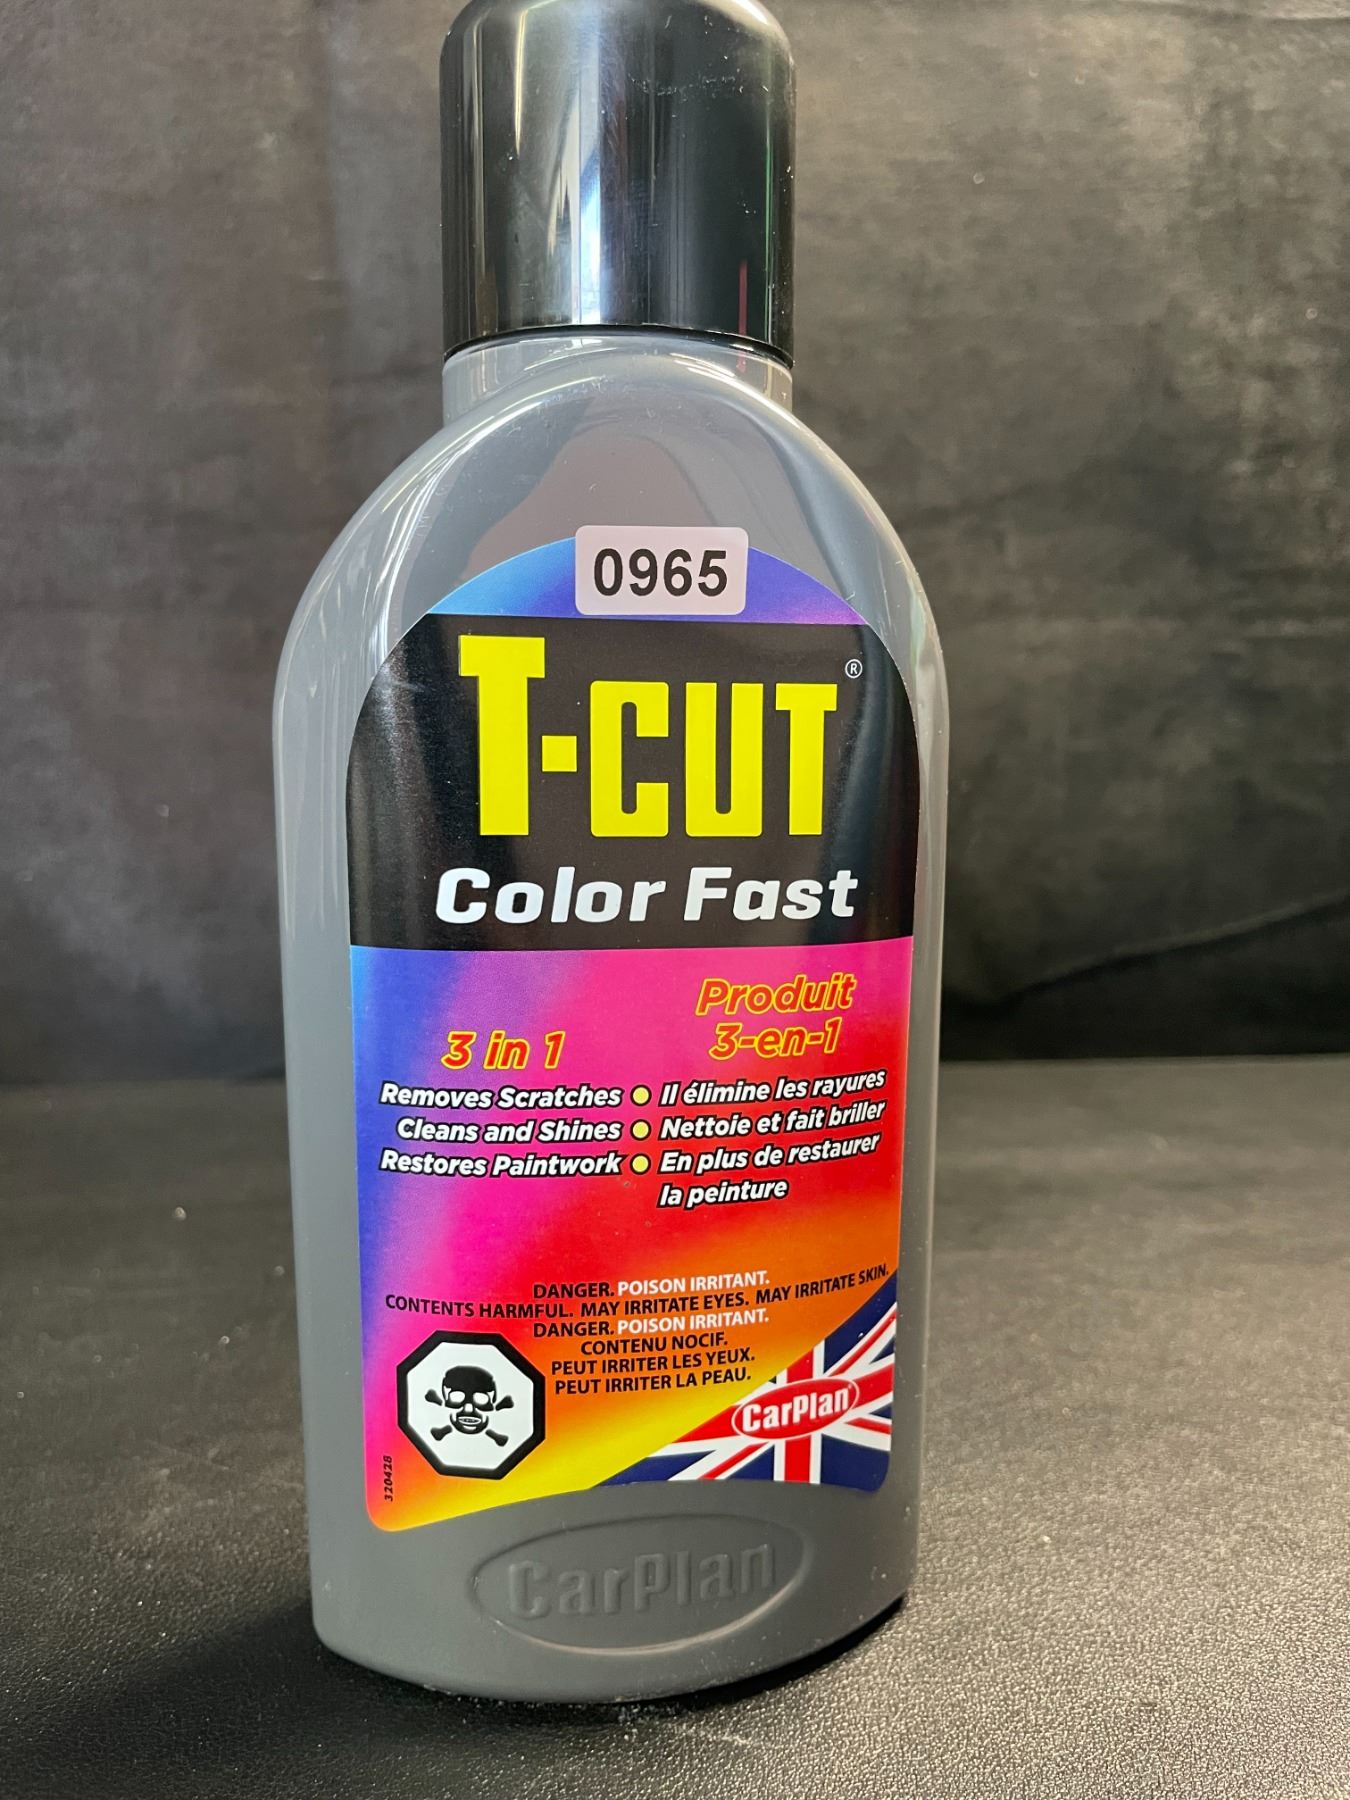 0965
T-CUT®
Color Fast
3 in 1
Removes Scratches
Cleans and Shines
Restores Paintwork
Produit
3-en-1
Il élimine les rayures
Nettoie et fait briller
En plus de restaurer
la peinture
DANGER. POISON IRRITANT.
CONTENTS HARMFUL. MAY IRRITATE EYES. MAY IRRITATE SKIN.
DANGER. POISON IRRITANT.
CONTENU NOCIF.
PEUT IRRITER LES YEUX.
PEUT IRRITER LA PEAU.
CarPlan
320428
CarPlan